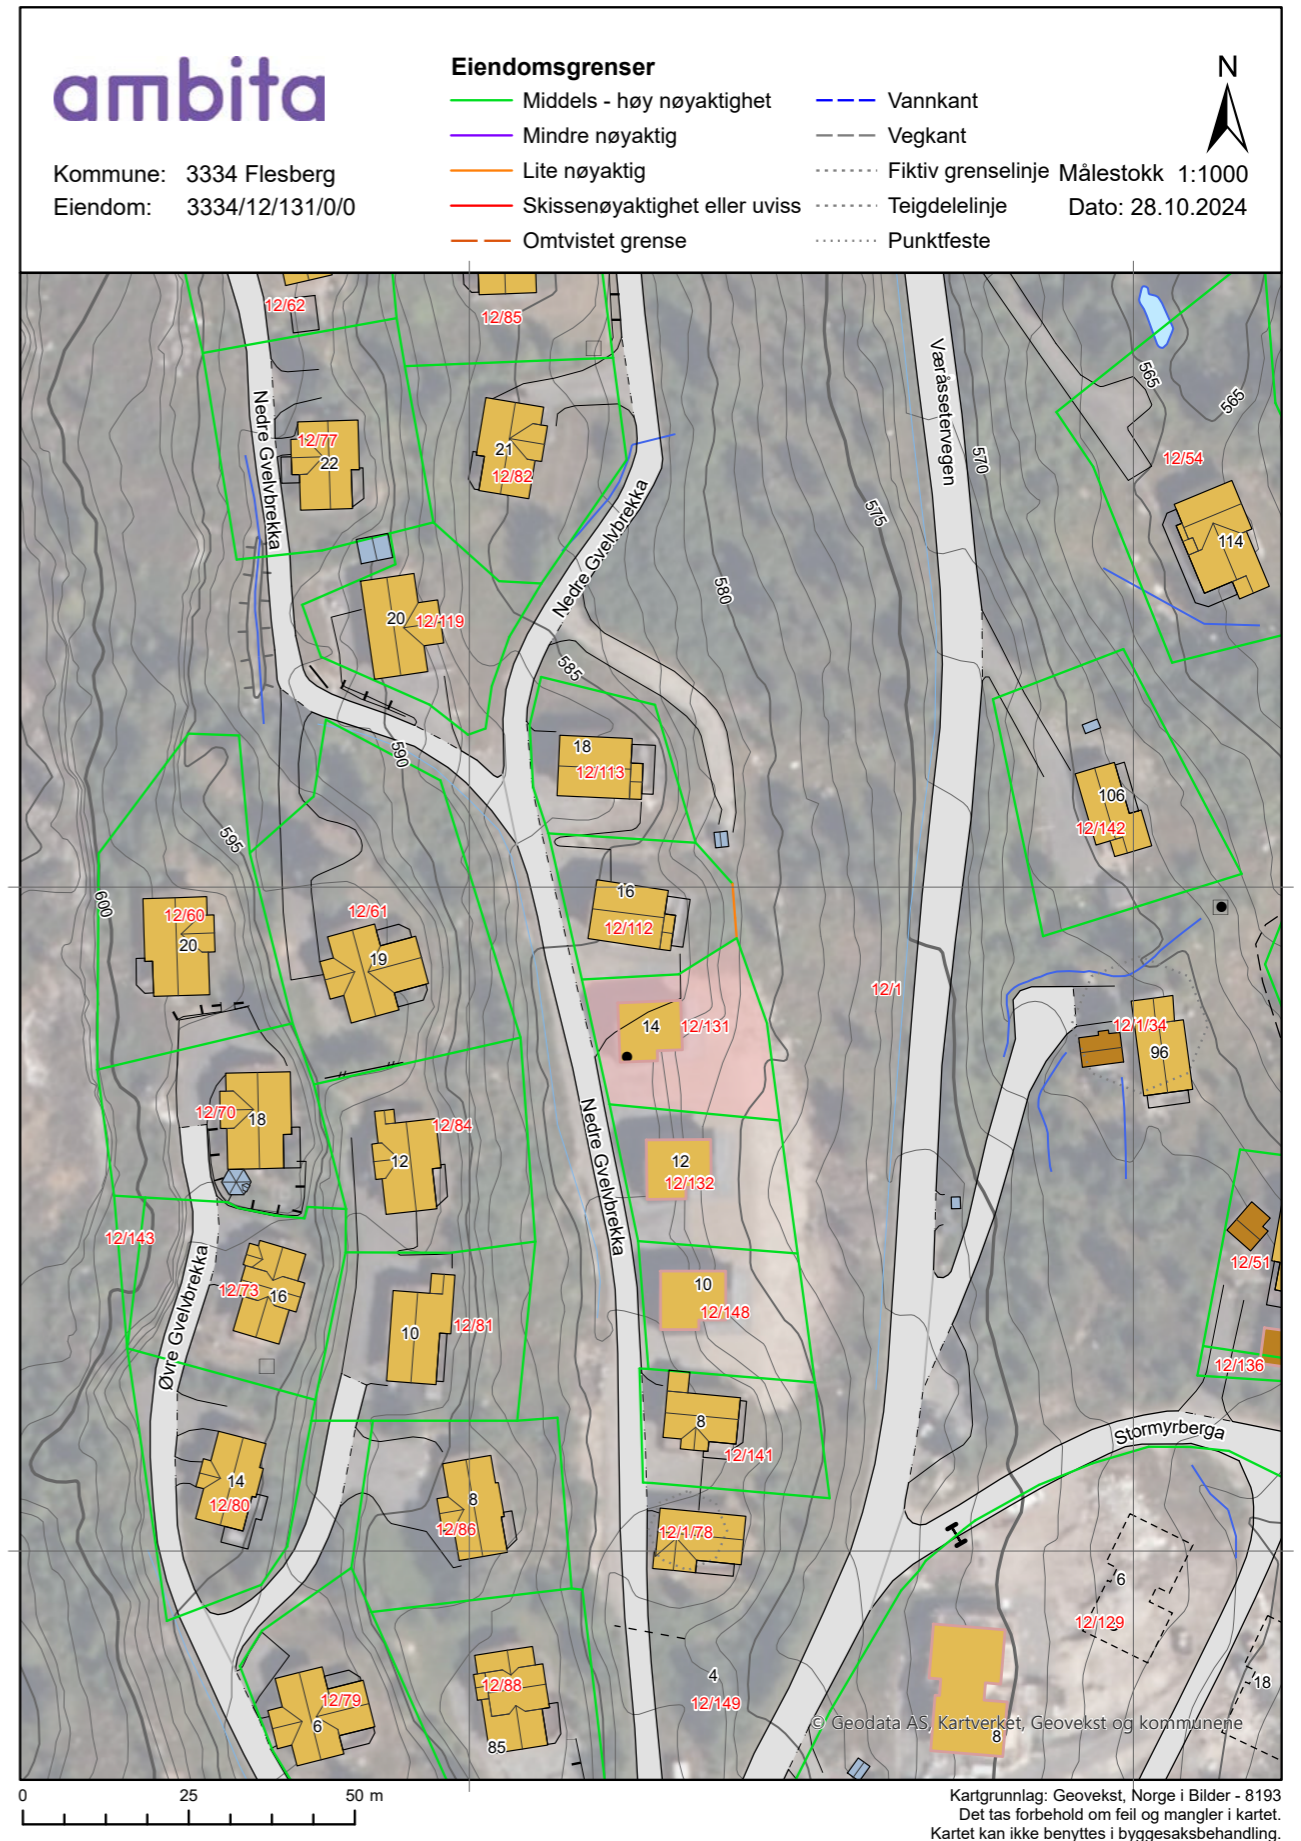 ambita
Kommune: 3334 Flesberg
Eiendom: 3334/12/131/0/0
Eiendomsgrenser
Middels - høy nøyaktighet
Mindre nøyaktig
Lite nøyaktig
Skissenøyaktighet eller uviss
Omtvistet grense
Vannkant
Vegkant
Fiktiv grenselinje
Teigdelelinje
Punktfeste
N
Målestokk 1:1000
Dato: 28.10.2024
12/62
12/85
Væråssetervegen
565
565
Nedre Gvelvbrekka
12/77
22
21
12/82
570
12/54
575
Nedre Gvelvbrekka
114
580
20
12/119
585
590
18
12/113
106
12/142
595
600
16
12/112
12/60
20
12/61
19
12/1
14
12/131
12/1/34
96
12/70
18
12/84
12
Nedre Gvelvbrekka
12
12/132
12/143
Øvre Gvelvbrekka
12/73
16
10
12/81
10
12/148
12/51
12/136
8
12/141
Stormyrberga
14
12/80
8
12/86
12/1/78
6
12/129
4
12/149
12/88
85
12/79
6
18
8
© Geodata AS, Kartverket, Geovekst og kommunene
0 25 50 m
Kartgrunnlag: Geovekst, Norge i Bilder - 8193
Det tas forbehold om feil og mangler i kartet.
Kartet kan ikke benyttes i byggesaksbehandling.